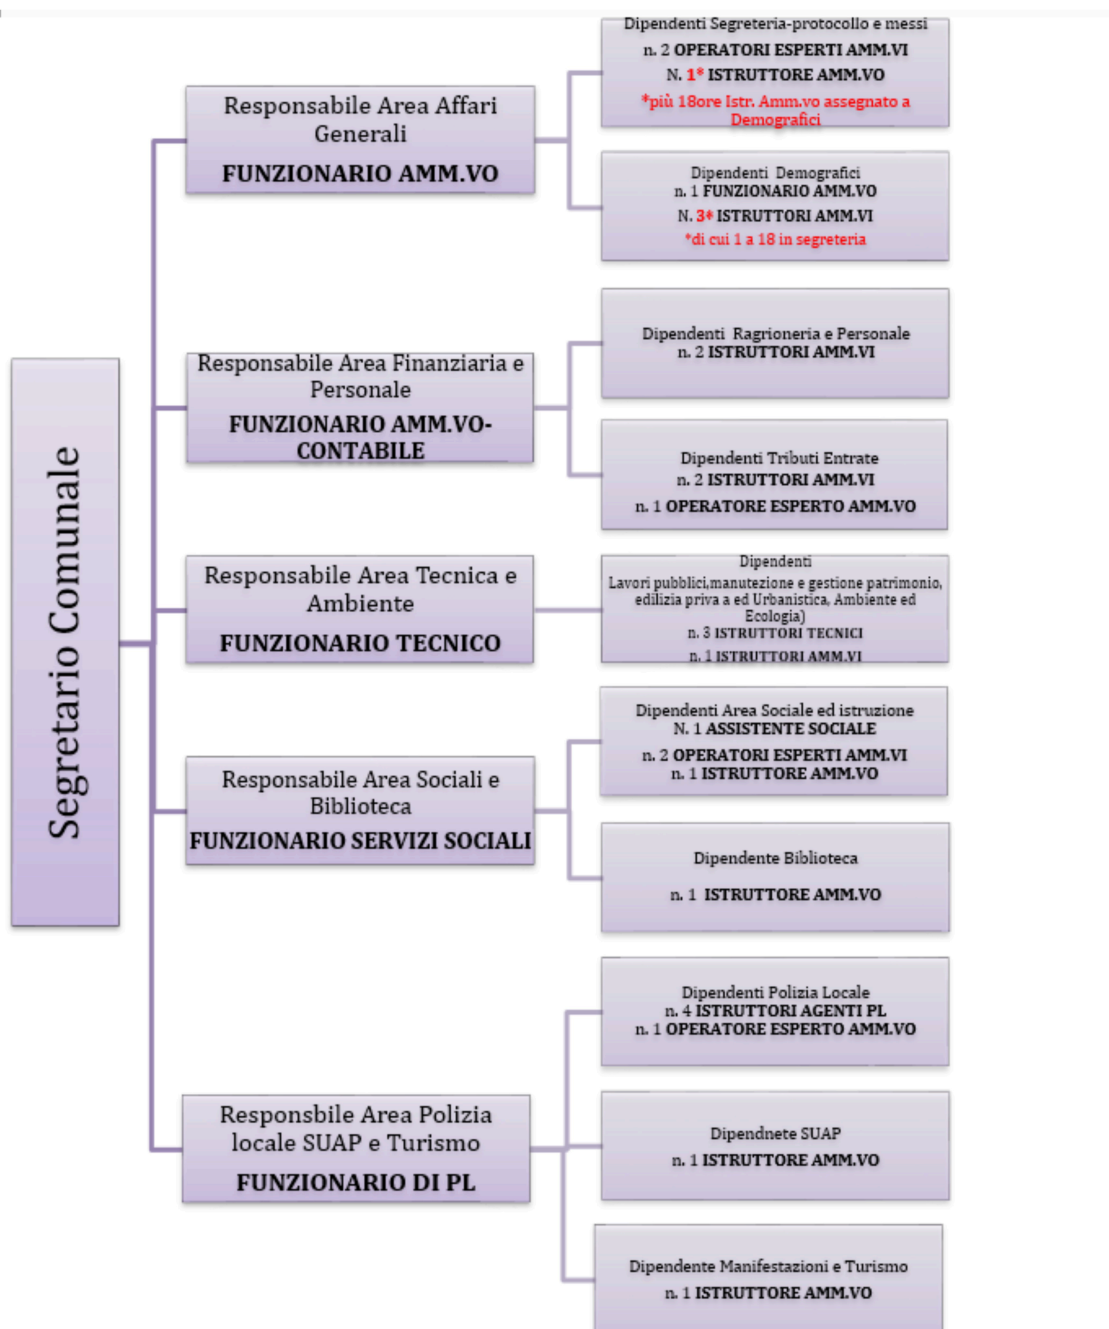 Segretario Comunale
Responsabile Area Affari
Generali
FUNZIONARIO AMM.VO
Dipendenti Segreteria-protocollo e messi
n. 2 OPERATORI ESPERTI AMM.VI
N. 1* ISTRUTTORE AMM.VO
*più 18ore Istr. Amm.vo assegnato a
Demografici
Dipendenti Demografici
n. 1 FUNZIONARIO AMM.VO
N. 3* ISTRUTTORI AMM.VI
*di cui 1 a 18 in segreteria
Responsabile Area Finanziaria e
Personale
FUNZIONARIO AMM.VO-
CONTABILE
Dipendenti Ragrioneria e Personale
n. 2 ISTRUTTORI AMM.VI
Dipendenti Tributi Entrate
n. 2 ISTRUTTORI AMM.VI
n. 1 OPERATORE ESPERTO AMM.VO
Responsabile Area Tecnica e
Ambiente
FUNZIONARIO TECNICO
Dipendenti
Lavori pubblici,manutezione e gestione patrimonio,
edilizia priva a ed Urbanistica, Ambiente ed
Ecologia)
n. 3 ISTRUTTORI TECNICI
n. 1 ISTRUTTORI AMM.VI
Responsabile Area Sociali e
Biblioteca
FUNZIONARIO SERVIZI SOCIALI
Dipendenti Area Sociale ed istruzione
N. 1 ASSISTENTE SOCIALE
n. 2 OPERATORI ESPERTI AMM.VI
n. 1 ISTRUTTORE AMM.VO
Dipendente Biblioteca
n. 1 ISTRUTTORE AMM.VO
Responsbile Area Polizia
locale SUAP e Turismo
FUNZIONARIO DI PL
Dipendenti Polizia Locale
n. 4 ISTRUTTORI AGENTI PL
n. 1 OPERATORE ESPERTO AMM.VO
Dipendnete SUAP
n. 1 ISTRUTTORE AMM.VO
Dipendente Manifestazioni e Turismo
n. 1 ISTRUTTORE AMM.VO